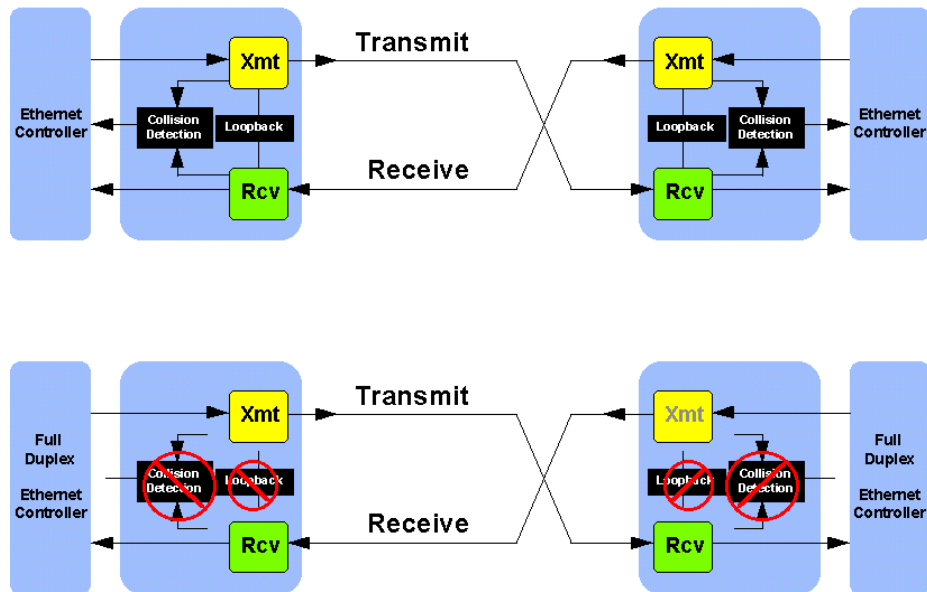 Transmit
Xmt
Xmt
Ethernet
Controller
Collision
Detection
Loopback
Loopback
Collision
Detection
Ethernet
Controller
Receive
Rcv
Rcv
Transmit
Xmt
Xmt
Full
Duplex
Ethernet
Controller
Collision
Detection
Loopback
Loopback
Collision
Detection
Full
Duplex
Ethernet
Controller
Receive
Rcv
Rcv